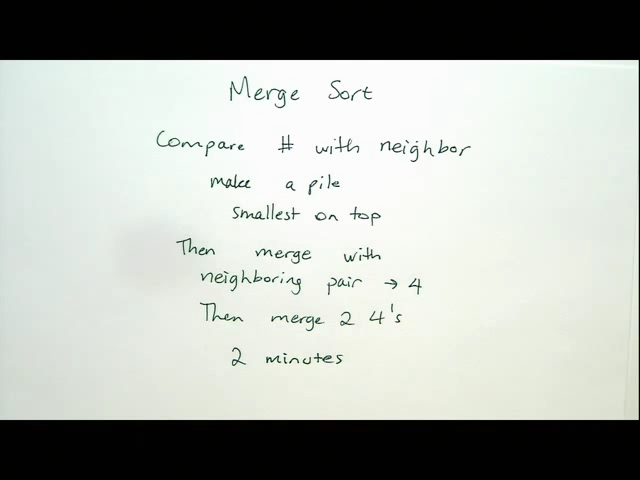 Merge Sort
Compare # with neighbor
make a pile
smallest on top
Then merge with
neighboring pair → 4
Then merge 2 4's
2 minutes